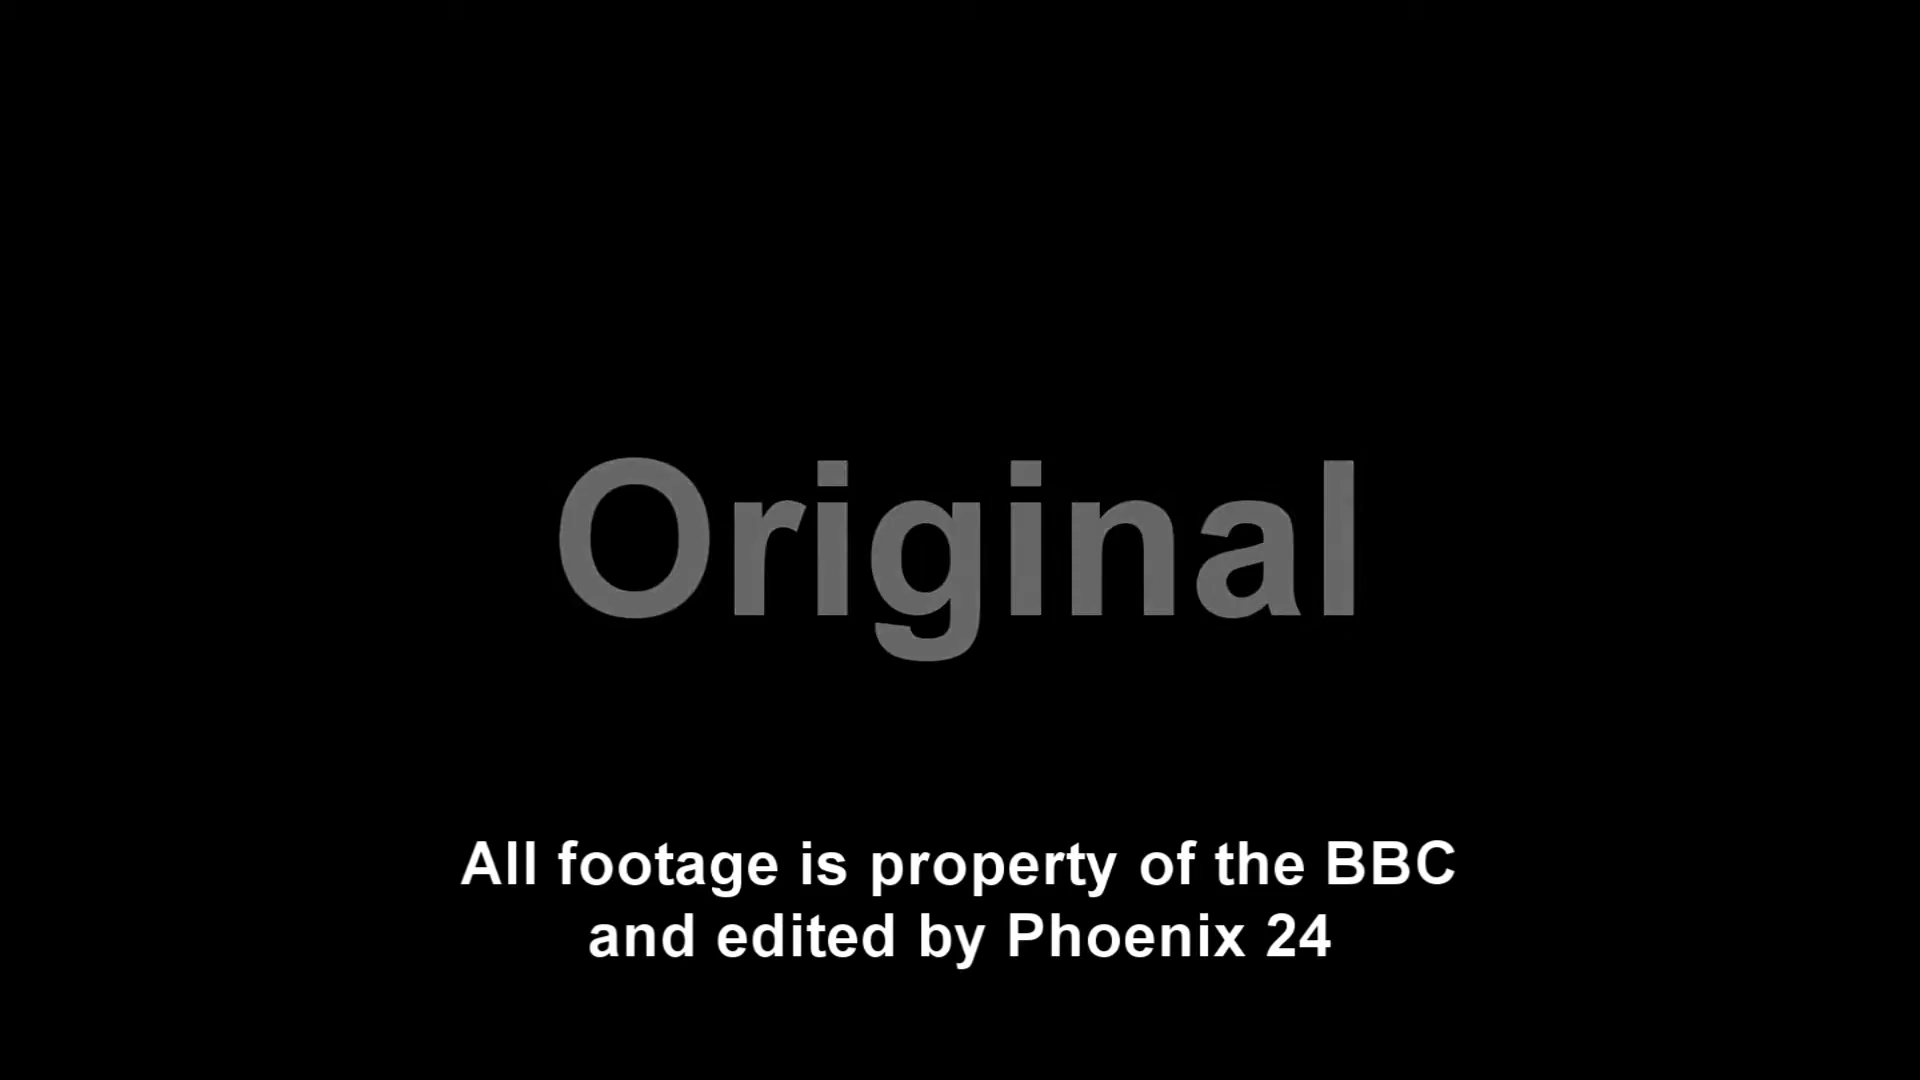 Original
All footage is property of the BBC
and edited by Phoenix 24